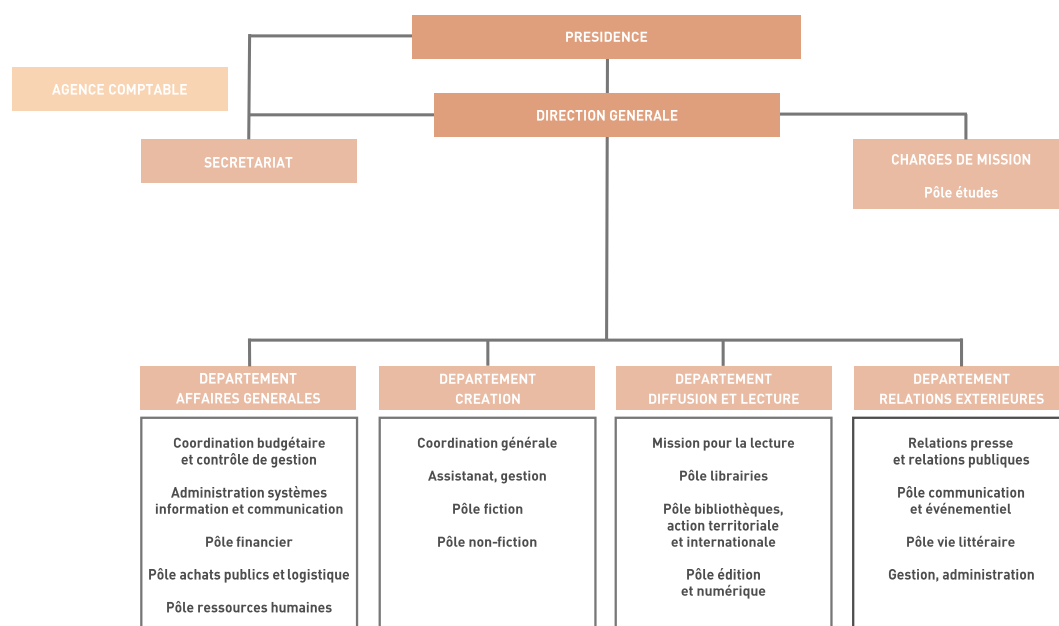 PRESIDENCE
AGENCE COMPTABLE
DIRECTION GENERALE
SECRETARIAT
CHARGES DE MISSION
Pôle études
DEPARTEMENT
AFFAIRES GENERALES
Coordination budgétaire
et contrôle de gestion
Administration systèmes
information et communication
Pôle financier
Pôle achats publics et logistique
Pôle ressources humaines
DEPARTEMENT
CREATION
Coordination générale
Assistanat, gestion
Pôle fiction
Pôle non-fiction
DEPARTEMENT
DIFFUSION ET LECTURE
Mission pour la lecture
Pôle librairies
Pôle bibliothèques,
action territoriale
et internationale
Pôle édition
et numérique
DEPARTEMENT
RELATIONS EXTERIEURES
Relations presse
et relations publiques
Pôle communication
et événementiel
Pôle vie littéraire
Gestion, administration